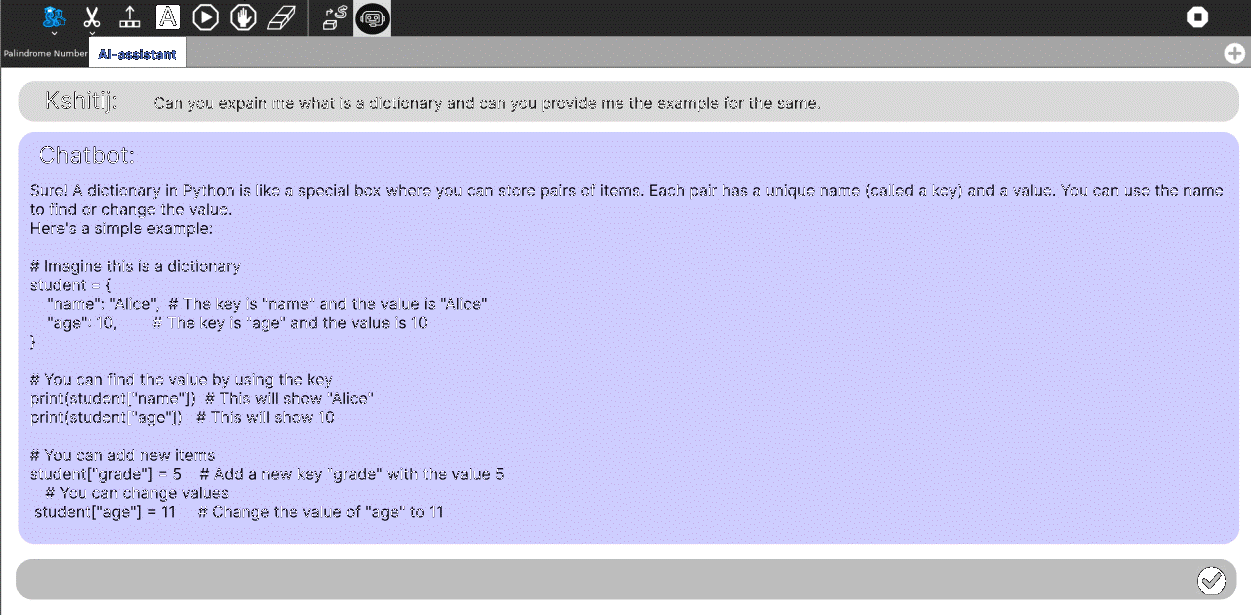 A
Palindrome Number
AI-assistant
Kshitij: Can you expain me what is a dictionary and can you provide me the example for the same.
Chatbot:
Sure! A dictionary in Python is like a special box where you can store pairs of items. Each pair has a unique name (called a key) and a value. You can use the name
to find or change the value.
Here's a simple example:
# Imagine this is a dictionary
student = {
"name": "Alice", # The key is "name" and the value is "Alice"
"age": 10, # The key is "age" and the value is 10
}
# You can find the value by using the key
print(student["name"]) # This will show "Alice"
print(student["age"]) # This will show 10
# You can add new items
student["grade"] = 5 # Add a new key "grade" with the value 5
# You can change values
student["age"] = 11 # Change the value of "age" to 11